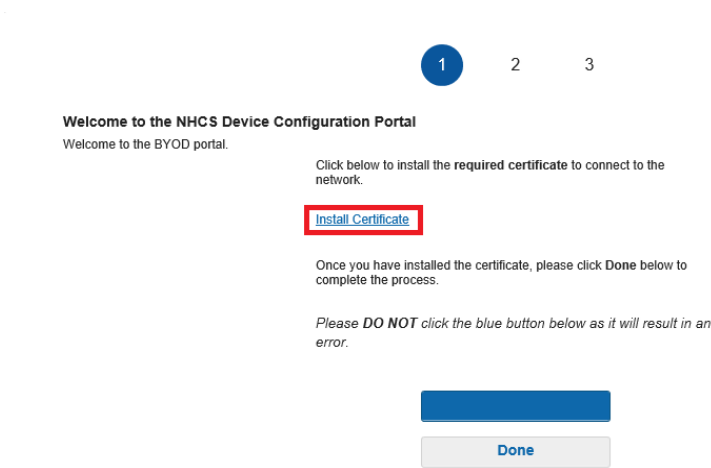 1 2 3
Welcome to the NHCS Device Configuration Portal
Welcome to the BYOD portal.
Click below to install the required certificate to connect to the
network.
Install Certificate
Once you have installed the certificate, please click Done below to
complete the process.
Please DO NOT click the blue button below as it will result in an
error.
Done